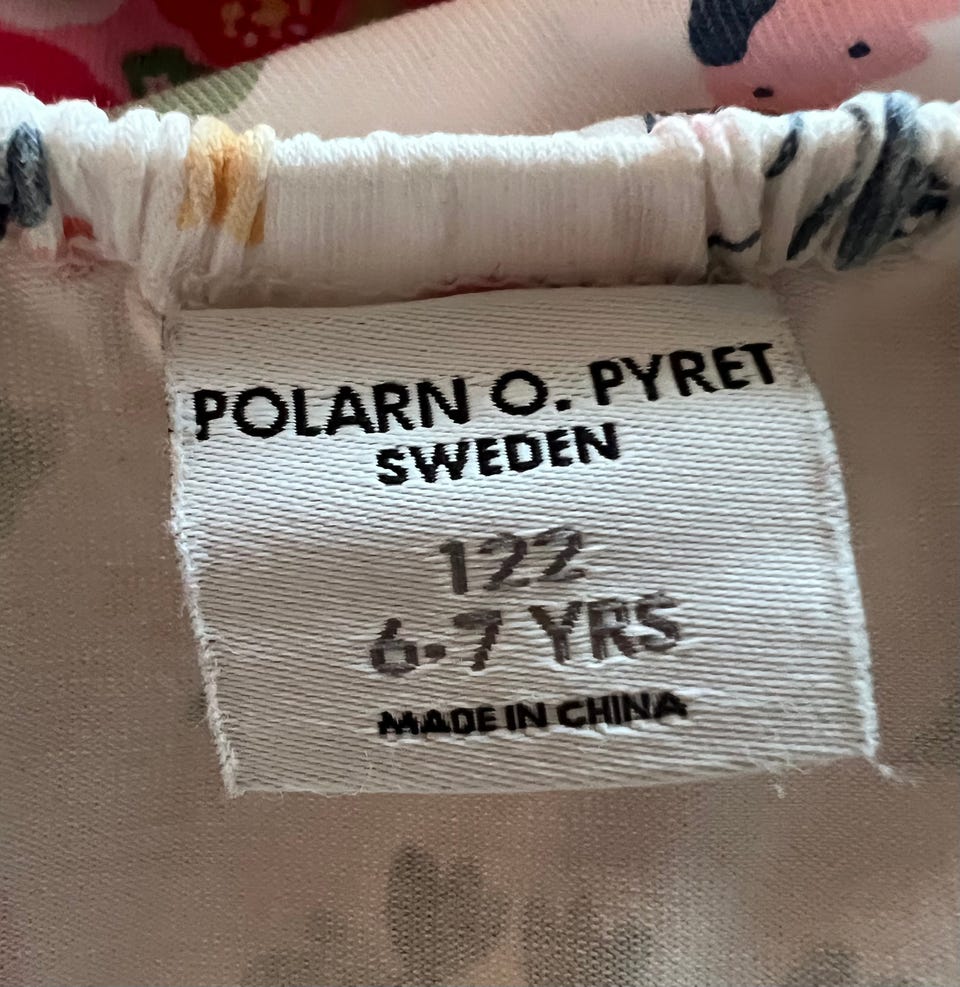 POLARN O. PYRET
SWEDEN
122
6-7 YRS
MADE IN CHINA